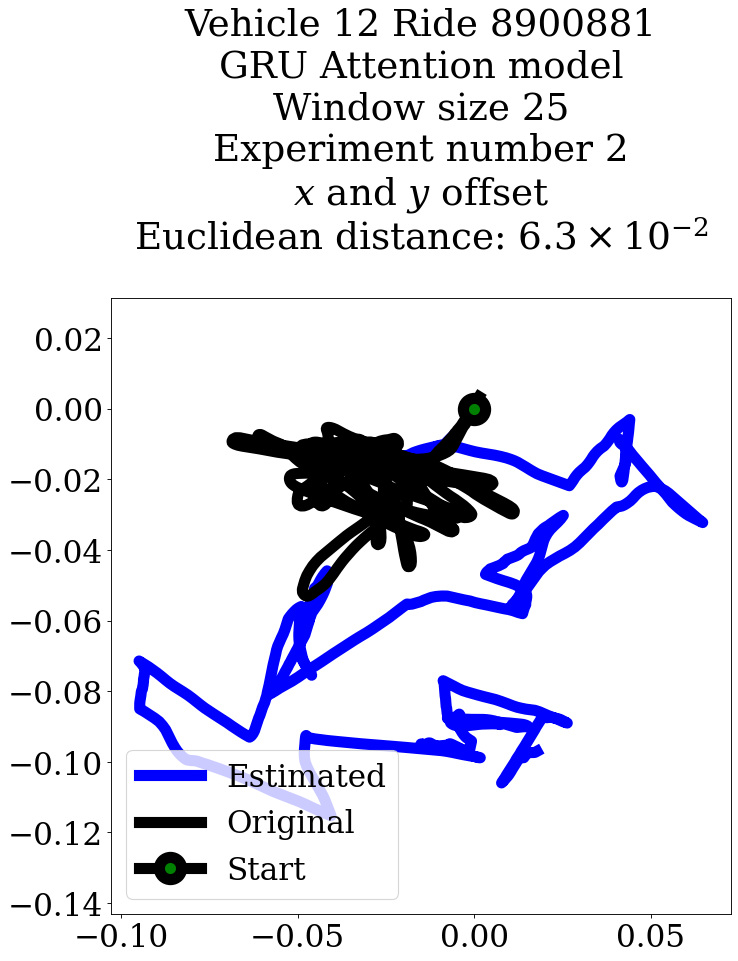 Vehicle 12 Ride 8900881
GRU Attention model
Window size 25
Experiment number 2
x and y offset
Euclidean distance: 6.3 × 10⁻²
0.02
0.00
−0.02
−0.04
−0.06
−0.08
−0.10
−0.12
−0.14
Estimated
Original
Start
−0.10 −0.05 0.00 0.05